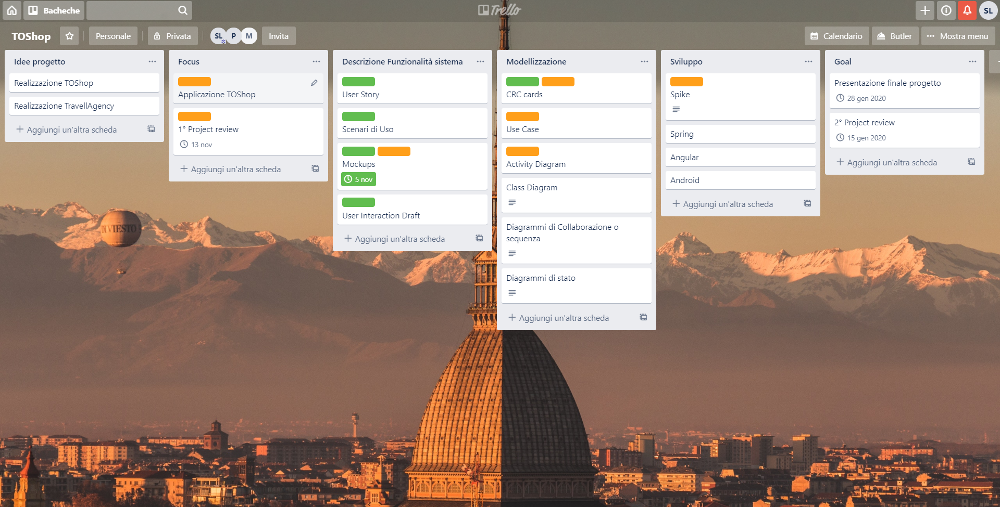 Bacheche
Trello
SL
TOShop
Personale
Privata
SL
P
M
Invita
Calendario
Butler
Mostra menu
Idee progetto
Realizzazione TOShop
Realizzazione TravellAgency
Aggiungi un'altra scheda
Focus
Applicazione TOShop
1° Project review
13 nov
Aggiungi un'altra scheda
Descrizione Funzionalità sistema
User Story
Scenari di Uso
Mockups
5 nov
User Interaction Draft
Aggiungi un'altra scheda
Modellizzazione
CRC cards
Use Case
Activity Diagram
Class Diagram
Diagrammi di Collaborazione o
sequenza
Diagrammi di stato
Aggiungi un'altra scheda
Sviluppo
Spike
Spring
Angular
Android
Aggiungi un'altra scheda
Goal
Presentazione finale progetto
28 gen 2020
2° Project review
15 gen 2020
Aggiungi un'altra scheda
DI VIESTO